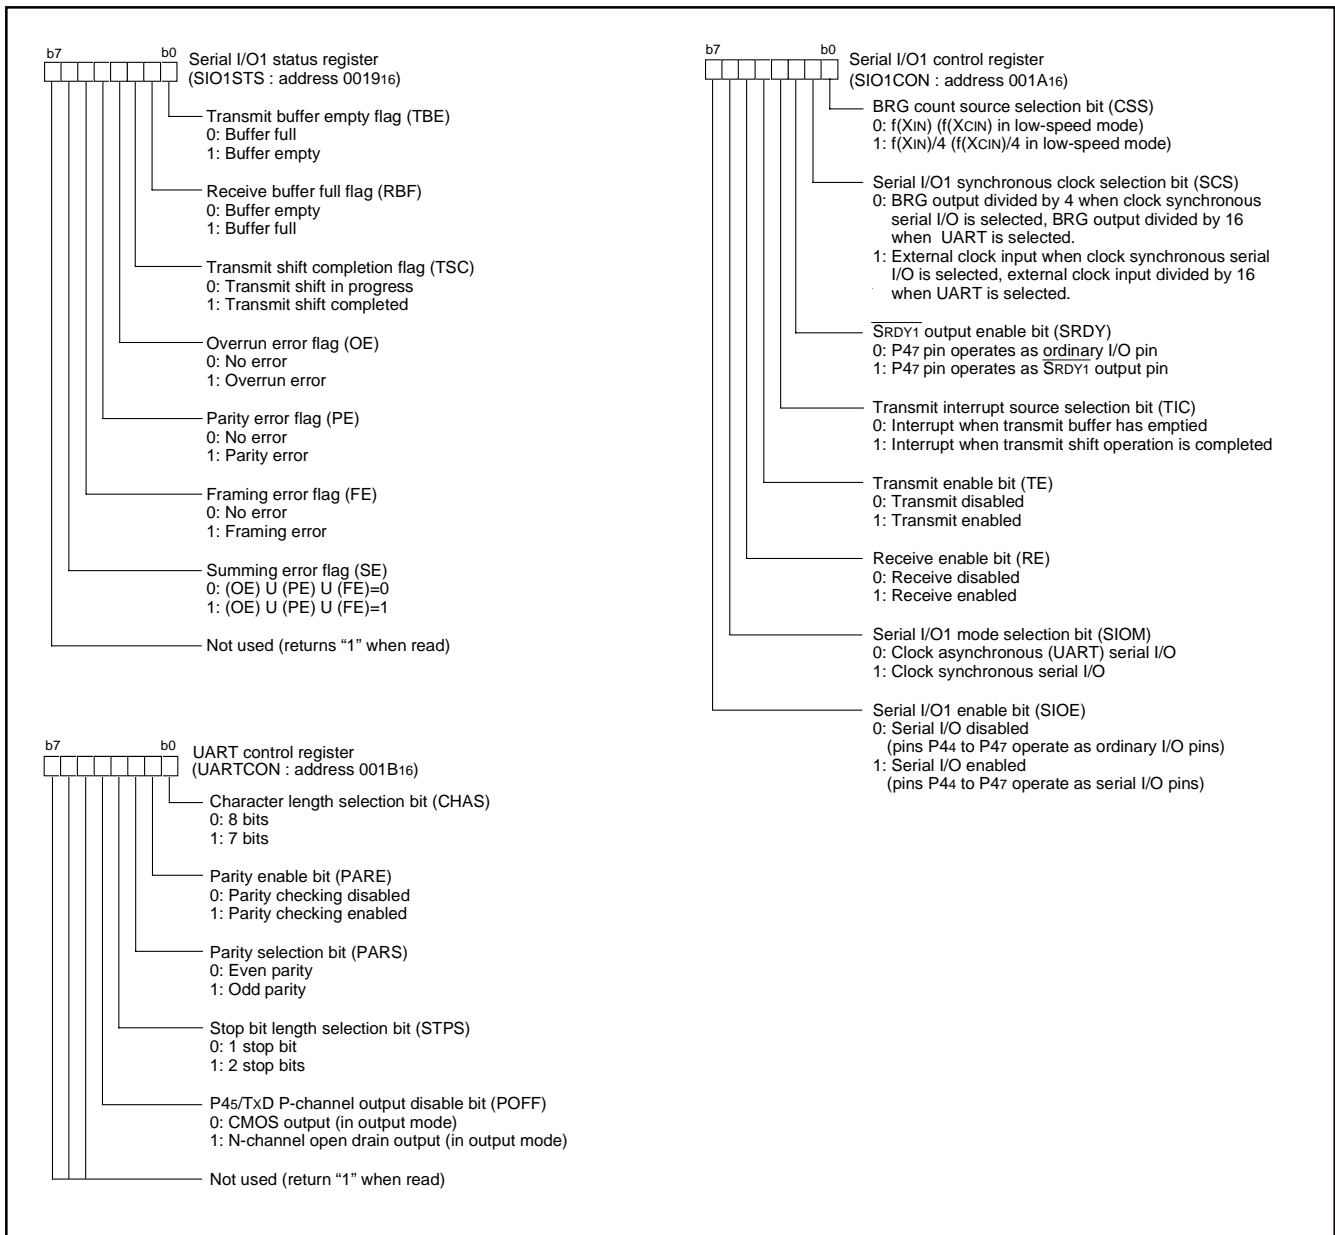 b7 b0
Serial I/O1 status register
(SIO1STS : address 001916)
Transmit buffer empty flag (TBE)
0: Buffer full
1: Buffer empty
Receive buffer full flag (RBF)
0: Buffer empty
1: Buffer full
Transmit shift completion flag (TSC)
0: Transmit shift in progress
1: Transmit shift completed
Overrun error flag (OE)
0: No error
1: Overrun error
Parity error flag (PE)
0: No error
1: Parity error
Framing error flag (FE)
0: No error
1: Framing error
Summing error flag (SE)
0: (OE) U (PE) U (FE)=0
1: (OE) U (PE) U (FE)=1
Not used (returns “1” when read)
b7 b0
UART control register
(UARTCON : address 001B16)
Character length selection bit (CHAS)
0: 8 bits
1: 7 bits
Parity enable bit (PARE)
0: Parity checking disabled
1: Parity checking enabled
Parity selection bit (PARS)
0: Even parity
1: Odd parity
Stop bit length selection bit (STPS)
0: 1 stop bit
1: 2 stop bits
P45/TXD P-channel output disable bit (POFF)
0: CMOS output (in output mode)
1: N-channel open drain output (in output mode)
Not used (return “1” when read)
b7 b0
Serial I/O1 control register
(SIO1CON : address 001A16)
BRG count source selection bit (CSS)
0: f(XIN) (f(XCIN) in low-speed mode)
1: f(XIN)/4 (f(XCIN)/4 in low-speed mode)
Serial I/O1 synchronous clock selection bit (SCS)
0: BRG output divided by 4 when clock synchronous
serial I/O is selected, BRG output divided by 16
when UART is selected.
1: External clock input when clock synchronous serial
I/O is selected, external clock input divided by 16
when UART is selected.
SRDY1 output enable bit (SRDY)
0: P47 pin operates as ordinary I/O pin
1: P47 pin operates as SRDY1 output pin
Transmit interrupt source selection bit (TIC)
0: Interrupt when transmit buffer has emptied
1: Interrupt when transmit shift operation is completed
Transmit enable bit (TE)
0: Transmit disabled
1: Transmit enabled
Receive enable bit (RE)
0: Receive disabled
1: Receive enabled
Serial I/O1 mode selection bit (SIOM)
0: Clock asynchronous (UART) serial I/O
1: Clock synchronous serial I/O
Serial I/O1 enable bit (SIOE)
0: Serial I/O disabled
(pins P44 to P47 operate as ordinary I/O pins)
1: Serial I/O enabled
(pins P44 to P47 operate as serial I/O pins)